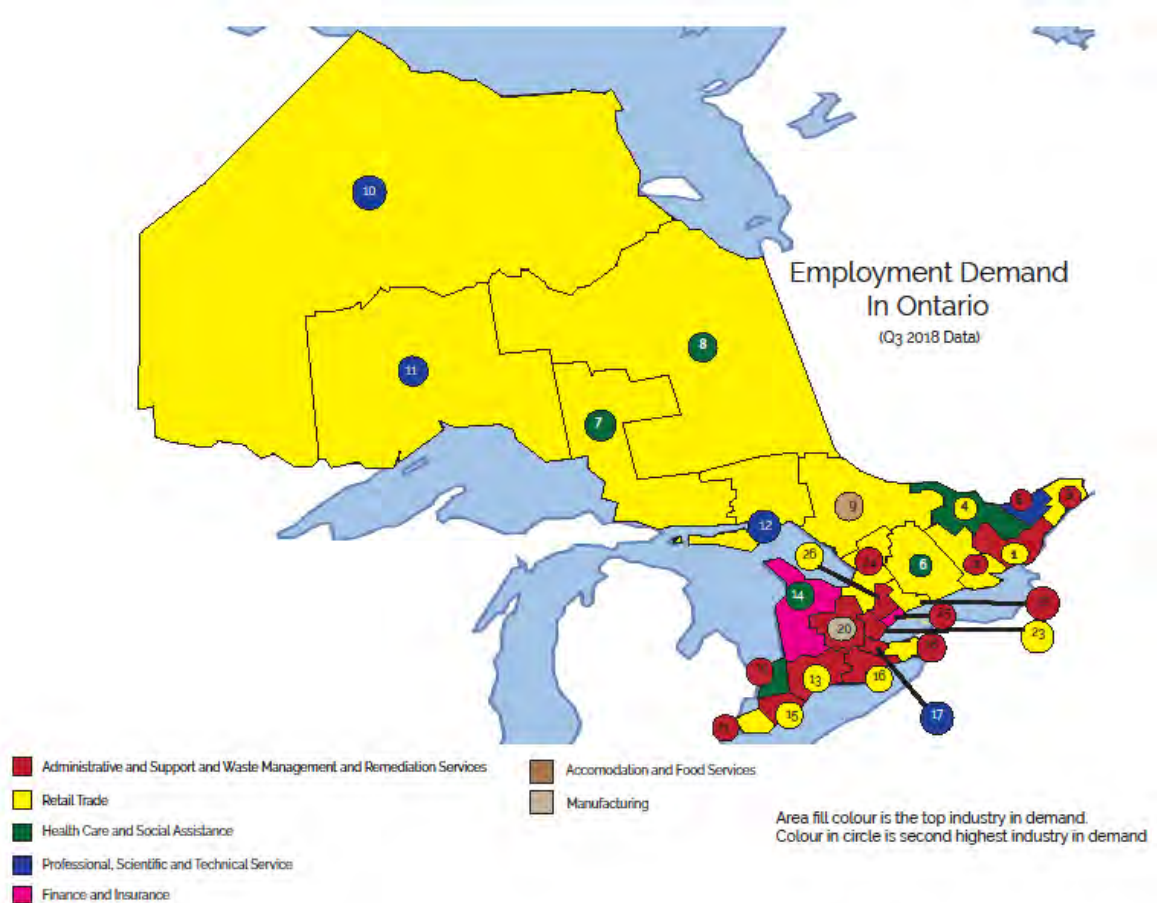 10
Employment Demand
In Ontario
(Q3 2018 Data)
8
11
7
9
4
12
26
1
6
14
20
23
13
16
15
17
Administrative and Support and Waste Management and Remediation Services
Retail Trade
Health Care and Social Assistance
Professional, Scientific and Technical Service
Finance and Insurance
Accomodation and Food Services
Manufacturing
Area fill colour is the top industry in demand.
Colour in circle is second highest industry in demand